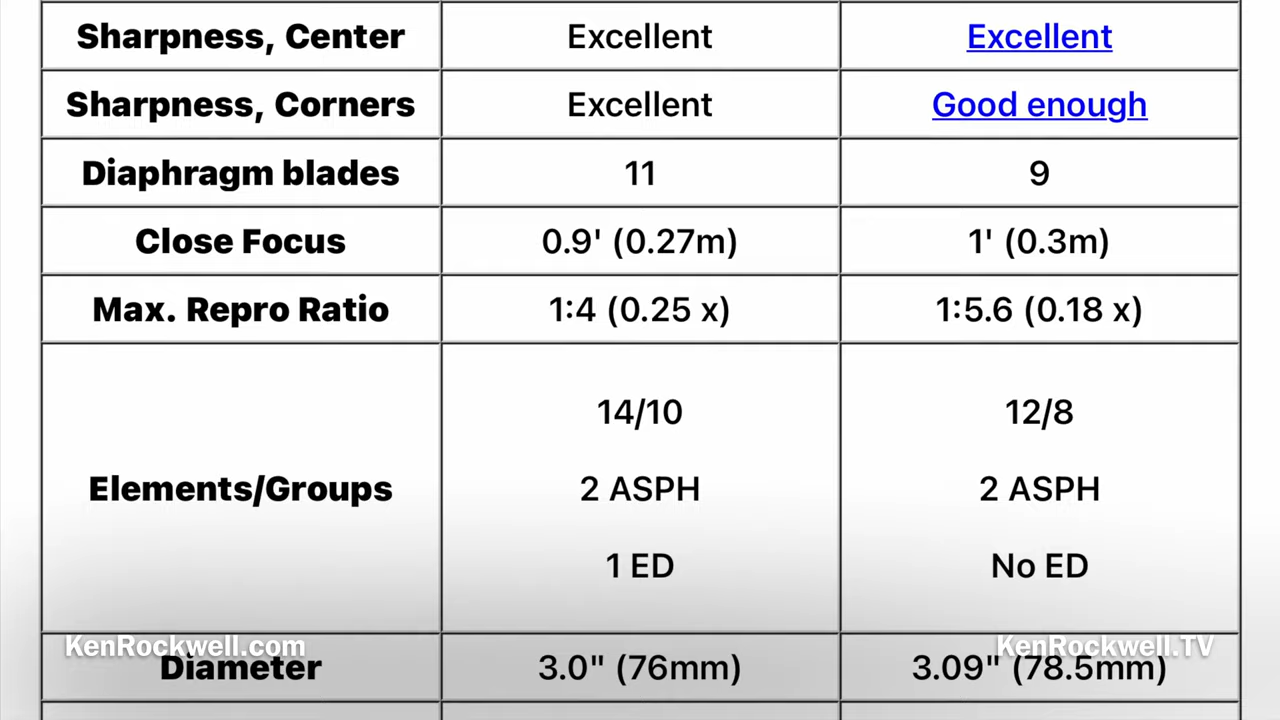 Sharpness, Center Excellent Excellent
Sharpness, Corners Excellent Good enough
Diaphragm blades 11 9
Close Focus 0.9' (0.27m) 1' (0.3m)
Max. Repro Ratio 1:4 (0.25 x) 1:5.6 (0.18 x)
14/10 12/8
Elements/Groups 2 ASPH 2 ASPH
1 ED No ED
KenRockwell.com KenRockwell.TV
Diameter 3.0" (76mm) 3.09" (78.5mm)